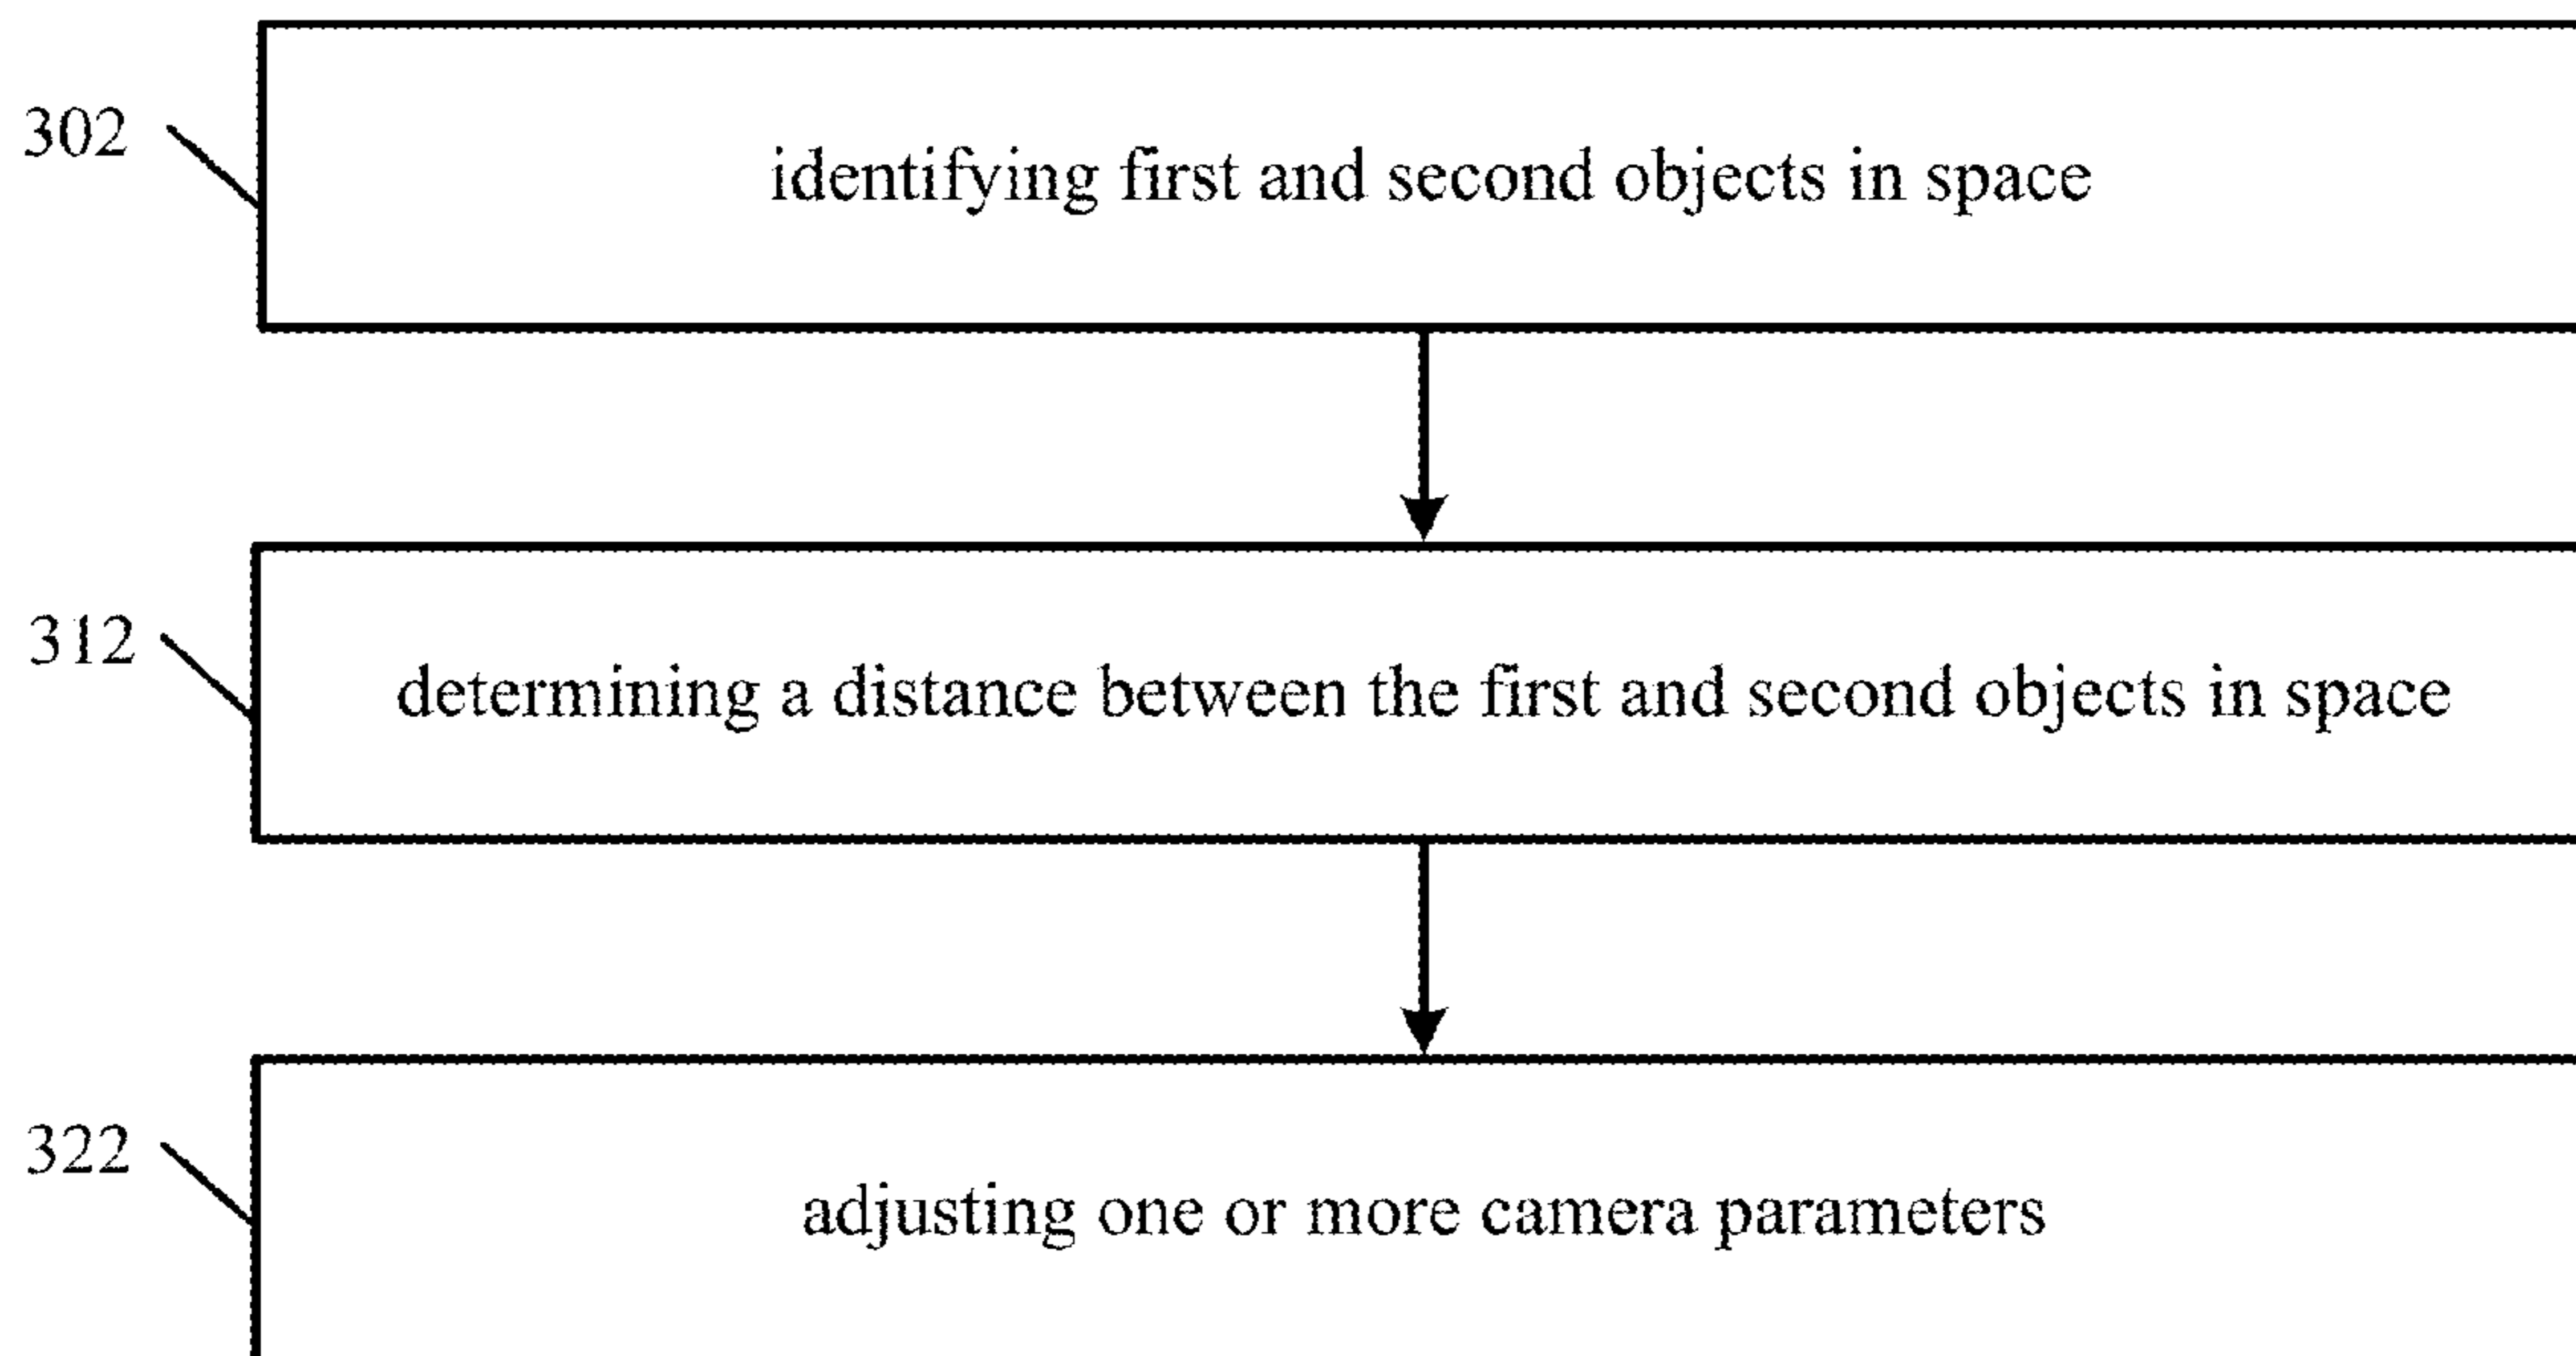 302
identifying first and second objects in space
312
determining a distance between the first and second objects in space
322
adjusting one or more camera parameters